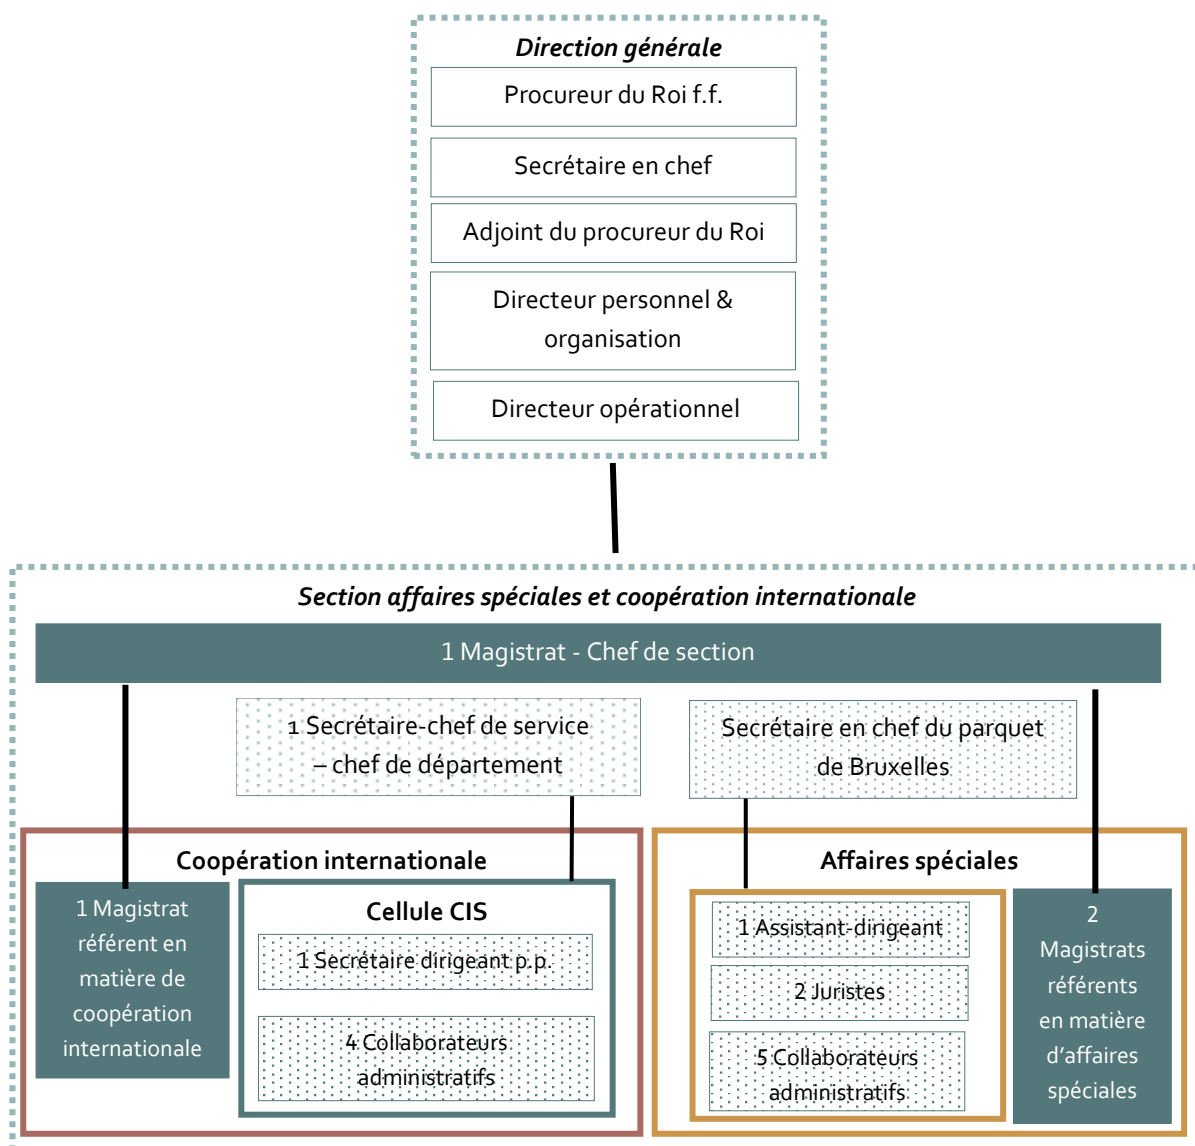 Direction générale
Procureur du Roi f.f.
Secrétaire en chef
Adjoint du procureur du Roi
Directeur personnel &
organisation
Directeur opérationnel
Section affaires spéciales et coopération internationale
1 Magistrat - Chef de section
1 Secrétaire-chef de service
– chef de département
Secrétaire en chef du parquet
de Bruxelles
Coopération internationale
1 Magistrat
référent en
matière de
coopération
internationale
Cellule CIS
1 Secrétaire dirigeant p.p.
4 Collaborateurs
administratifs
Affaires spéciales
1 Assistant-dirigeant
2 Juristes
5 Collaborateurs
administratifs
2
Magistrats
référents
en matière
d'affaires
spéciales